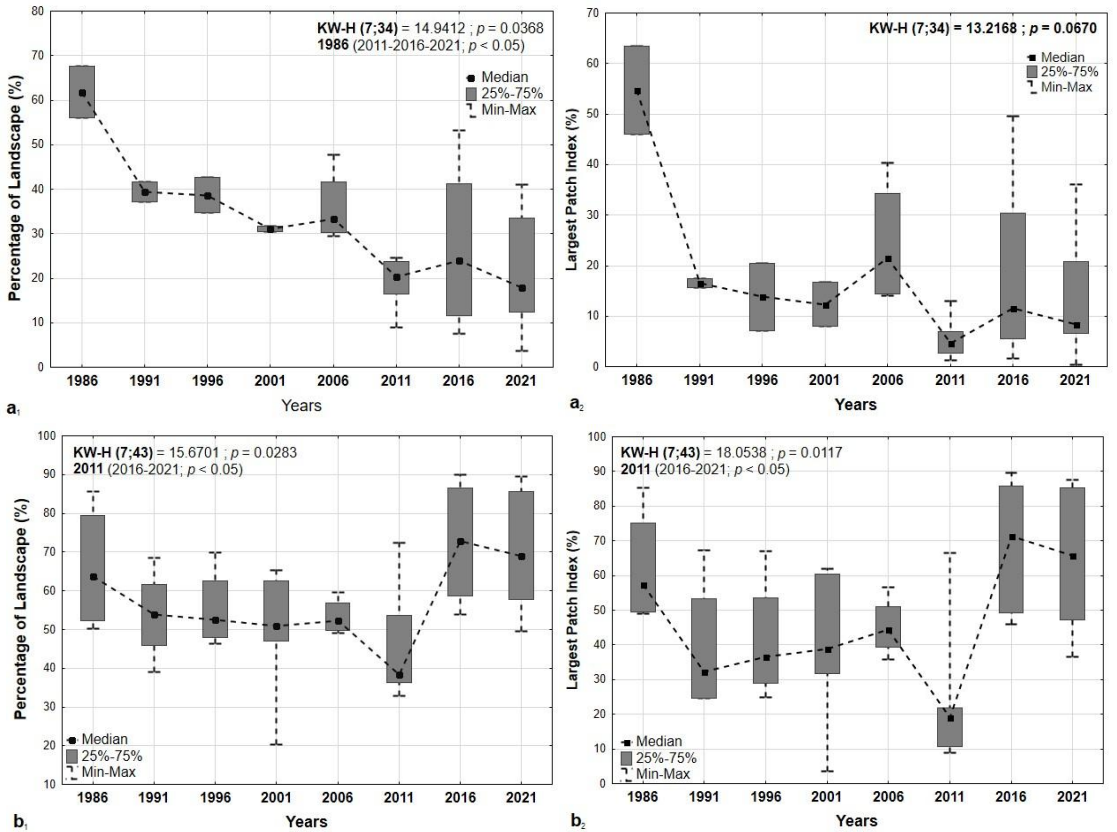 KW-H (7;34) = 14.9412 ; p = 0.0368
1986 (2011-2016-2021; p < 0.05)
Median
25%-75%
Min-Max
Percentage of Landscape (%)
80
70
60
50
40
30
20
10
0
1986 1991 1996 2001 2006 2011 2016 2021
Years
a1
KW-H (7;34) = 13.2168 ; p = 0.0670
Median
25%-75%
Min-Max
Largest Patch Index (%)
70
60
50
40
30
20
10
0
1986 1991 1996 2001 2006 2011 2016 2021
Years
a2
KW-H (7;43) = 15.6701 ; p = 0.0283
2011 (2016-2021; p < 0.05)
Percentage of Landscape (%)
100
90
80
70
60
50
40
30
20
10
Median
25%-75%
Min-Max
1986 1991 1996 2001 2006 2011 2016 2021
Years
b1
KW-H (7;43) = 18.0538 ; p = 0.0117
2011 (2016-2021; p < 0.05)
Largest Patch Index (%)
100
90
80
70
60
50
40
30
20
10
0
Median
25%-75%
Min-Max
1986 1991 1996 2001 2006 2011 2016 2021
Years
b2